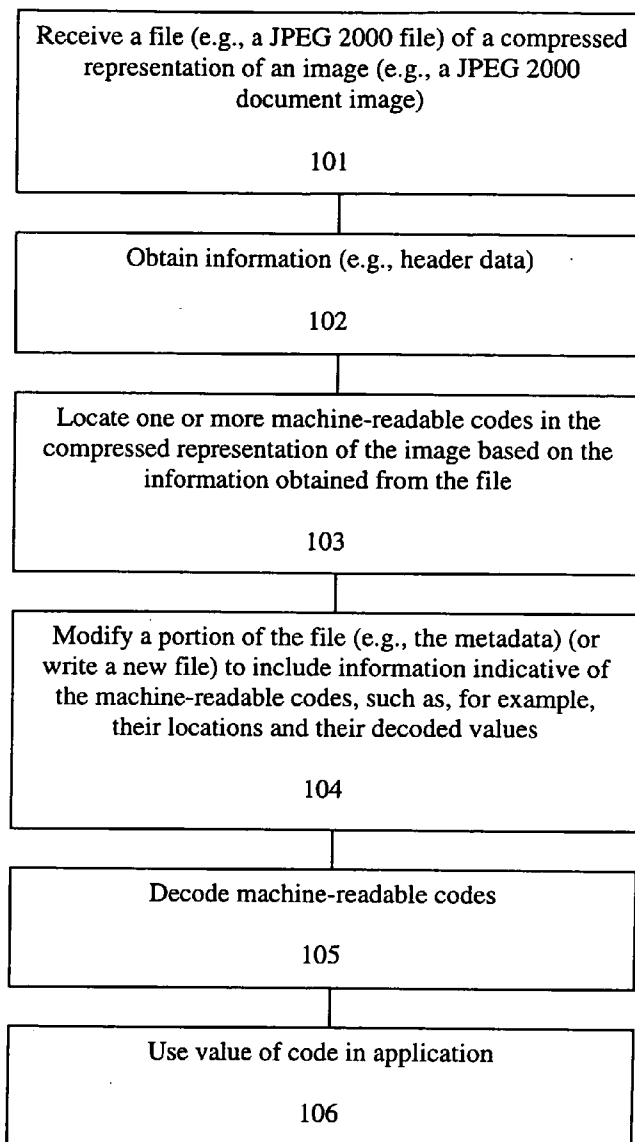 Receive a file (e.g., a JPEG 2000 file) of a compressed
representation of an image (e.g., a JPEG 2000
document image)
101
Obtain information (e.g., header data)
102
Locate one or more machine-readable codes in the
compressed representation of the image based on the
information obtained from the file
103
Modify a portion of the file (e.g., the metadata) (or
write a new file) to include information indicative of
the machine-readable codes, such as, for example,
their locations and their decoded values
104
Decode machine-readable codes
105
Use value of code in application
106